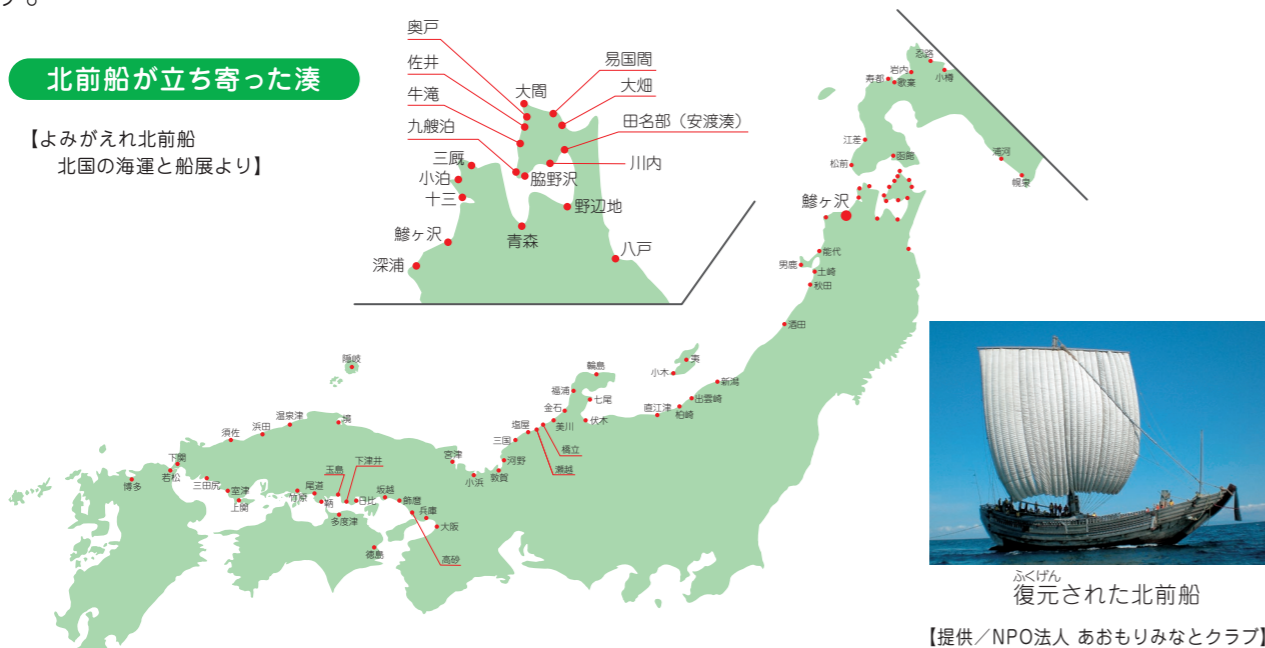 す。
北前船が立ち寄った湊
【よみがえれ北前船
北国の海運と船展より】
奥戸
佐井
牛滝
九艘泊
大間
易国間
大畑
田名部（安渡湊）
川内
脇野沢
三厩
小泊
十三
鰺ヶ沢
深浦
青森
野辺地
八戸
忍路
小樽
岩内
寿都
歌棄
江差
松前
函館
浦河
幌泉
鰺ヶ沢
能代
男鹿
土崎
秋田
酒田
夷
小木
新潟
出雲崎
柏崎
直江津
輪島
福浦
七尾
伏木
金石
美川
塩屋
橋立
瀬越
三国
河野
敦賀
小浜
宮津
隠岐
境
温泉津
浜田
須佐
下関
若松
博多
三田尻
室津
上関
竹原
尾道
鞆
玉島
下津井
日比
多度津
坂越
飾磨
高砂
兵庫
大阪
徳島
ふくげん
復元された北前船
【提供／NPO法人 あおもりみなとクラブ】